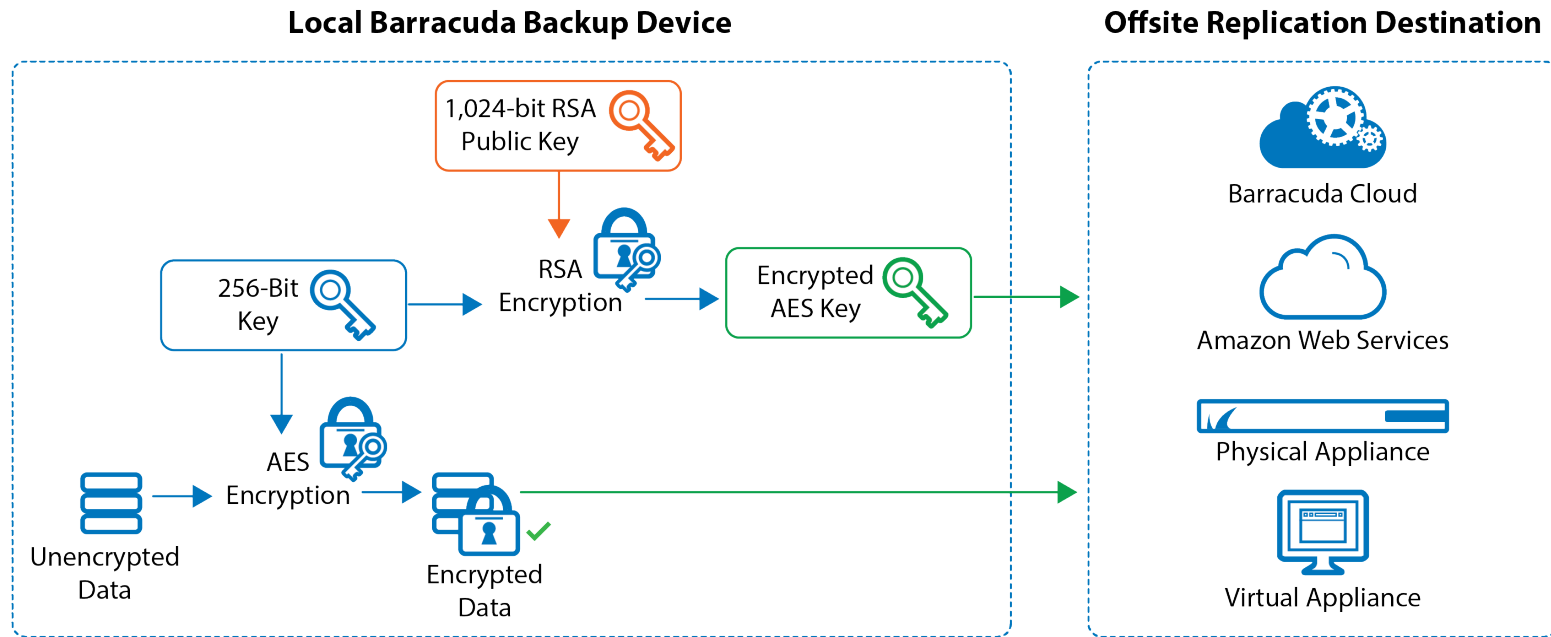 Local Barracuda Backup Device
Offsite Replication Destination
1,024-bit RSA
Public Key
RSA
Encryption
256-Bit
Key
Encrypted
AES Key
AES
Encryption
Unencrypted
Data
Encrypted
Data
Barracuda Cloud
Amazon Web Services
Physical Appliance
Virtual Appliance